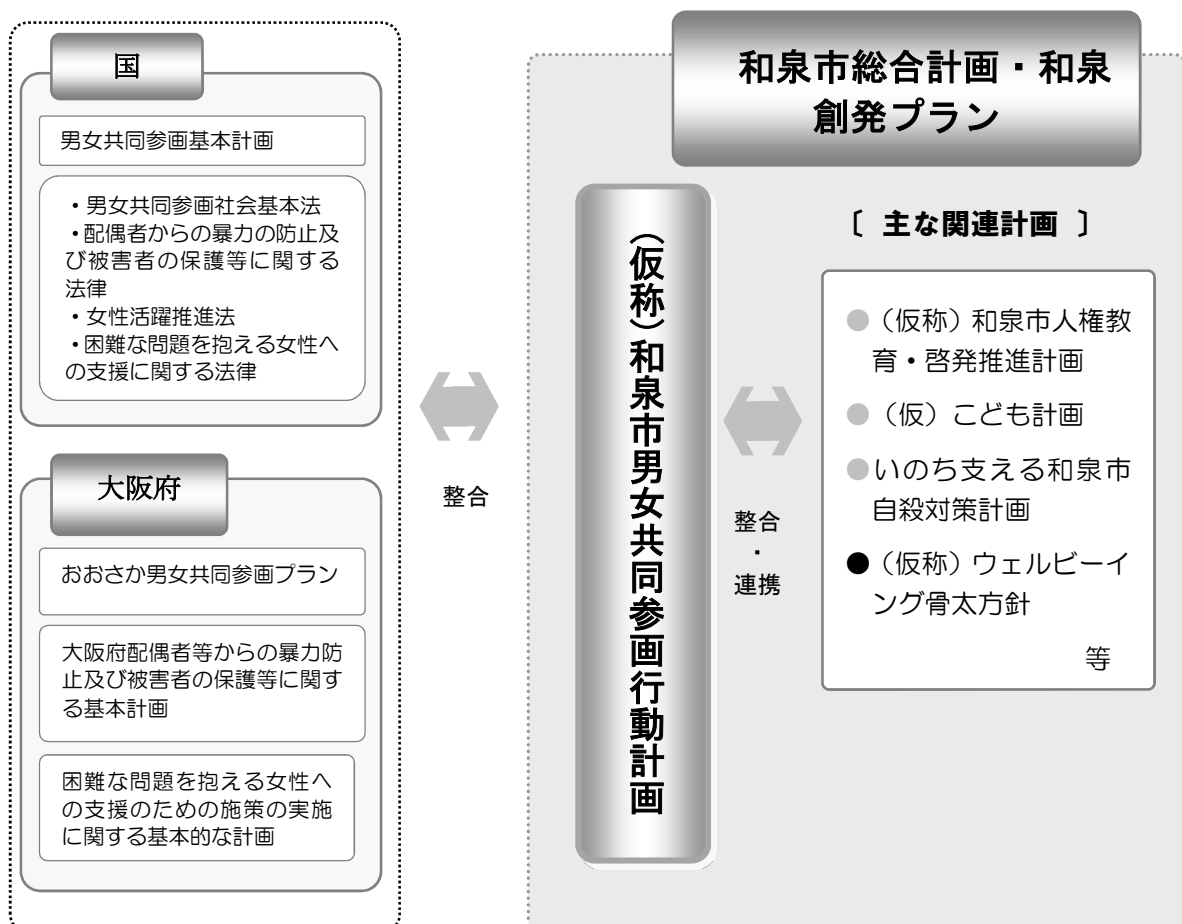 国
男女共同参画基本計画
・男女共同参画社会基本法
・配偶者からの暴力の防止及
び被害者の保護等に関する
法律
・女性活躍推進法
・困難な問題を抱える女性へ
の支援に関する法律
大阪府
おおさか男女共同参画プラン
大阪府配偶者等からの暴力防
止及び被害者の保護等に関す
る基本計画
困難な問題を抱える女性へ
の支援のための施策の実施
に関する基本的な計画
整合
和泉市総合計画・和泉
創発プラン
（仮称）和泉市男女共同参画行動計画
整合
・
連携
〔 主な関連計画 〕
●（仮称）和泉市人権教
育・啓発推進計画
●（仮）こども計画
●いのち支える和泉市
自殺対策計画
●（仮称）ウェルビーイ
ング骨太方針
等